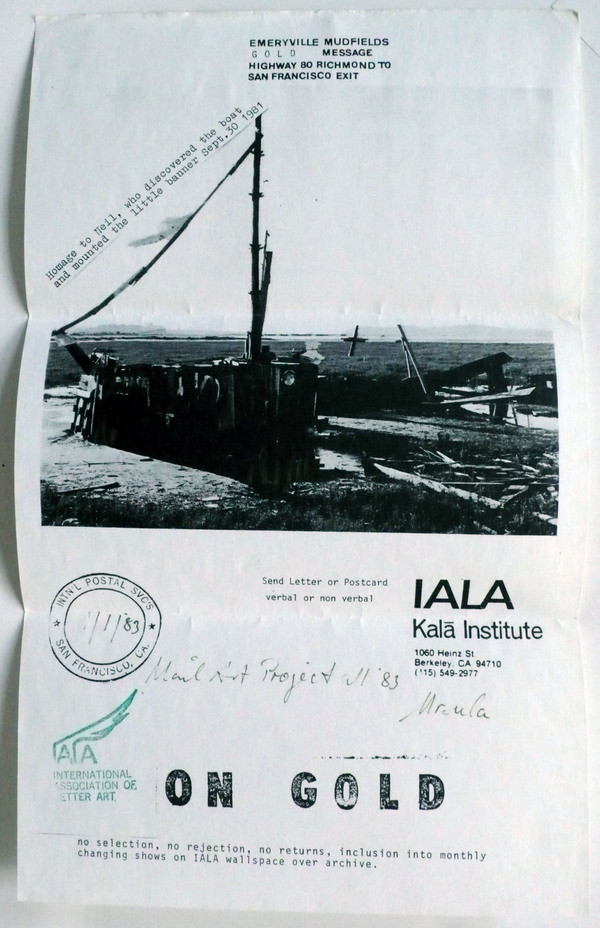 EMERYVILLE MUDFIELDS
GOLD MESSAGE
HIGHWAY 80 RICHMOND TO
SAN FRANCISCO EXIT
Homage to Neil, who discovered the boat
and mounted the little banner Sept.30 1981
INTN'L POSTAL SVC'S
1/1/'83
SAN FRANCISCO, CA.
Send Letter or Postcard
verbal or non verbal
IALA
Kalā Institute
1060 Heinz St
Berkeley, CA 94710
(415) 549-2977
Mail Art Project '83
IALA
INTERNATIONAL
ASSOCIATION OF
LETTER ART.
ON GOLD
no selection, no rejection, no returns, inclusion into monthly
changing shows on IALA wallspace over archive.